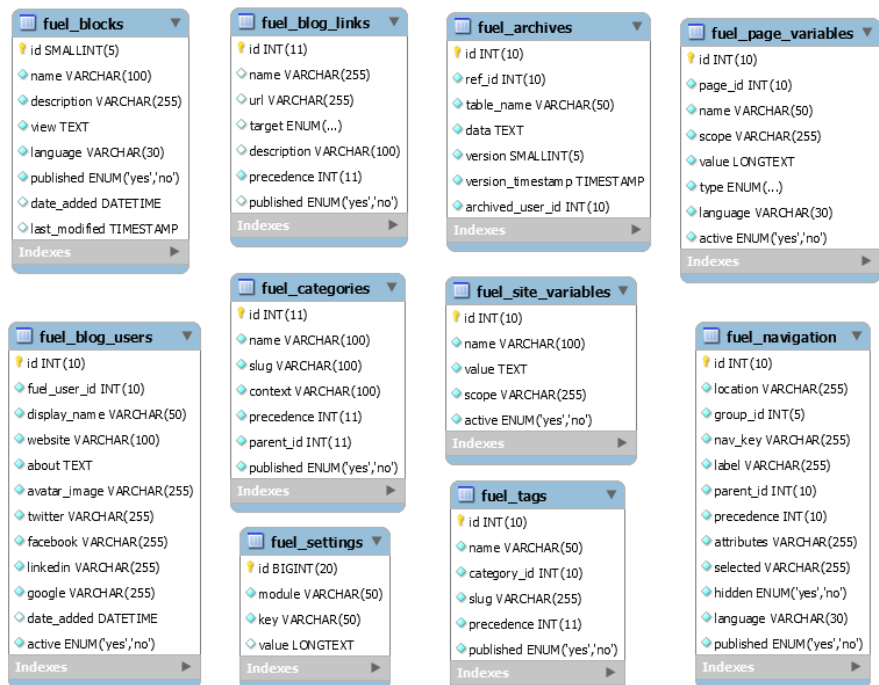 fuel_blocks
id SMALLINT(5)
name VARCHAR(100)
description VARCHAR(255)
view TEXT
language VARCHAR(30)
published ENUM('yes','no')
date_added DATETIME
last_modified TIMESTAMP
Indexes
fuel_blog_links
id INT(11)
name VARCHAR(255)
url VARCHAR(255)
target ENUM(...)
description VARCHAR(100)
precedence INT(11)
published ENUM('yes','no')
Indexes
fuel_archives
id INT(10)
ref_id INT(10)
table_name VARCHAR(50)
data TEXT
version SMALLINT(5)
version_timestamp TIMESTAMP
archived_user_id INT(10)
Indexes
fuel_page_variables
id INT(10)
page_id INT(10)
name VARCHAR(50)
scope VARCHAR(255)
value LONGTEXT
type ENUM(...)
language VARCHAR(30)
active ENUM('yes','no')
Indexes
fuel_blog_users
id INT(10)
fuel_user_id INT(10)
display_name VARCHAR(50)
website VARCHAR(100)
about TEXT
avatar_image VARCHAR(255)
twitter VARCHAR(255)
facebook VARCHAR(255)
linkedin VARCHAR(255)
google VARCHAR(255)
date_added DATETIME
active ENUM('yes','no')
Indexes
fuel_categories
id INT(11)
name VARCHAR(100)
slug VARCHAR(100)
context VARCHAR(100)
precedence INT(11)
parent_id INT(11)
published ENUM('yes','no')
Indexes
fuel_site_variables
id INT(10)
name VARCHAR(100)
value TEXT
scope VARCHAR(255)
active ENUM('yes','no')
Indexes
fuel_navigation
id INT(10)
location VARCHAR(255)
group_id INT(5)
nav_key VARCHAR(255)
label VARCHAR(255)
parent_id INT(10)
precedence INT(10)
attributes VARCHAR(255)
selected VARCHAR(255)
hidden ENUM('yes','no')
language VARCHAR(30)
published ENUM('yes','no')
Indexes
fuel_settings
id BIGINT(20)
module VARCHAR(50)
key VARCHAR(50)
value LONGTEXT
Indexes
fuel_tags
id INT(10)
name VARCHAR(50)
category_id INT(10)
slug VARCHAR(255)
precedence INT(11)
published ENUM('yes','no')
Indexes